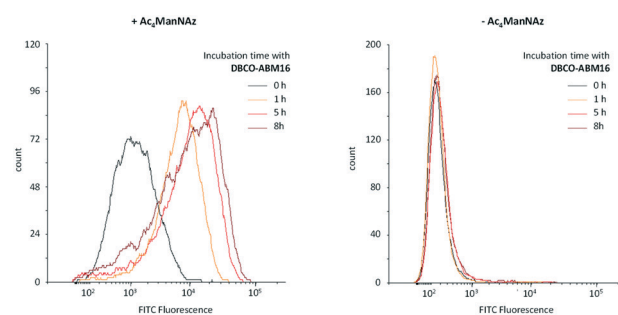 + Ac₄ManNAz
120
96
72
48
24
0
count
10² 10³ 10⁴ 10⁵
FITC Fluorescence
Incubation time with
DBCO-ABM16
0 h
1 h
5 h
8h
- Ac₄ManNAz
200
160
120
80
40
0
count
10² 10³ 10⁴ 10⁵
FITC Fluorescence
Incubation time with
DBCO-ABM16
0 h
1 h
5 h
8h